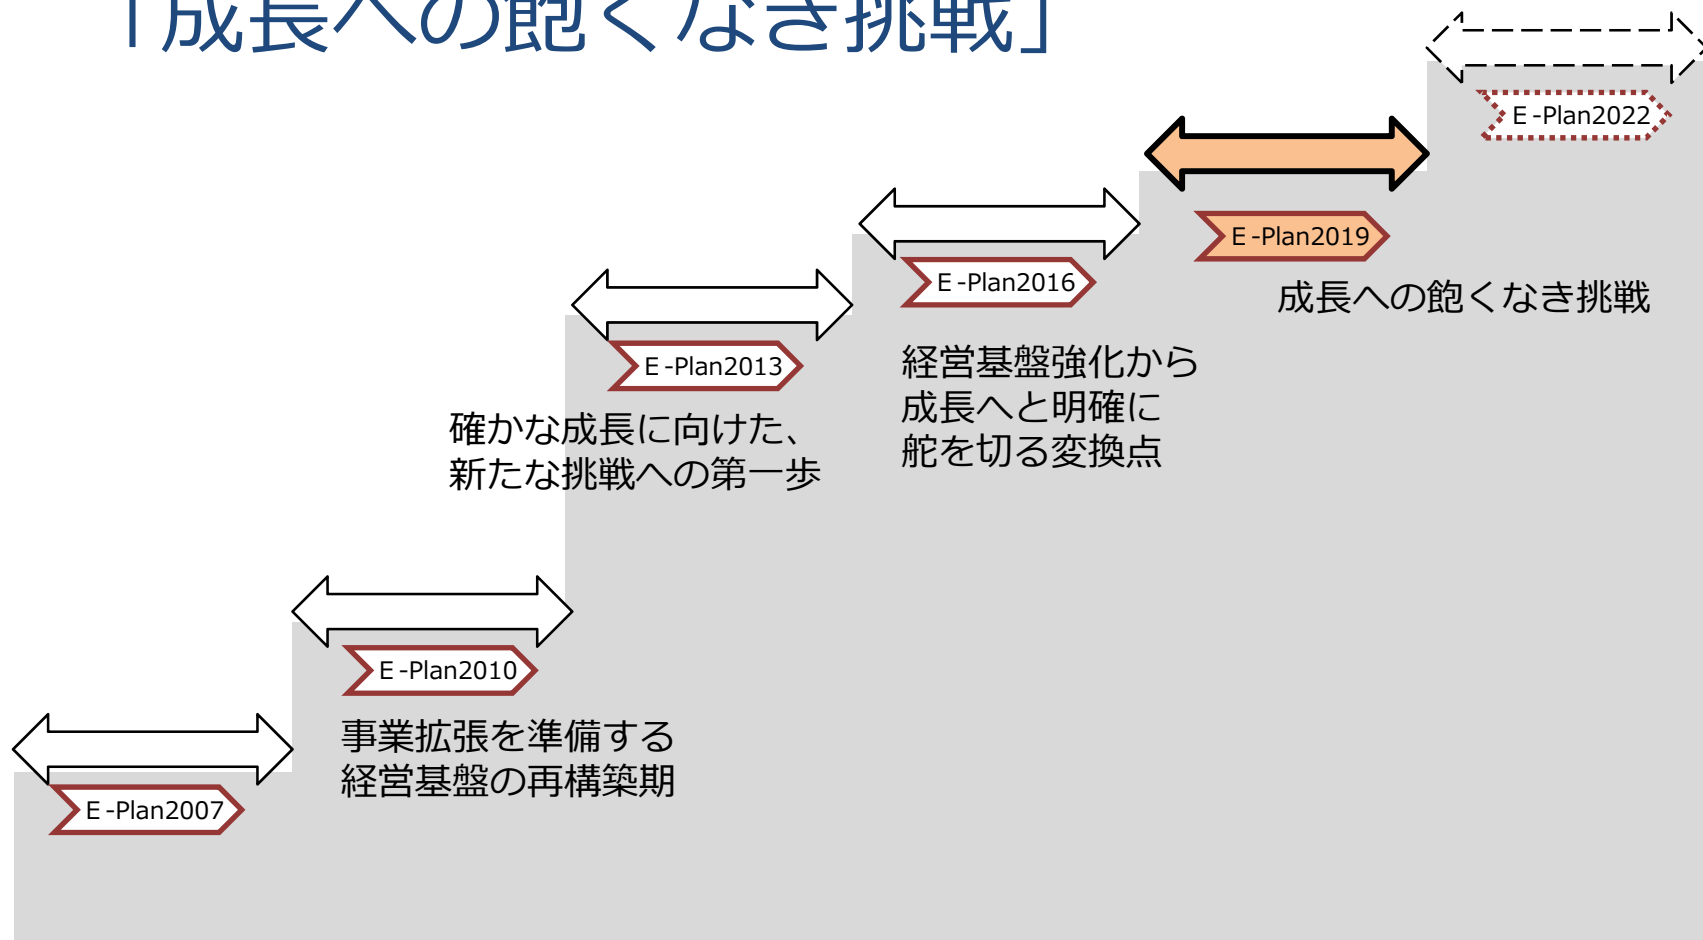 「成長への飽くなき挑戦」
E-Plan2022
E-Plan2019
成長への飽くなき挑戦
E-Plan2016
経営基盤強化から
成長へと明確に
舵を切る変換点
E-Plan2013
確かな成長に向けた、
新たな挑戦への第一歩
E-Plan2010
事業拡張を準備する
経営基盤の再構築期
E-Plan2007